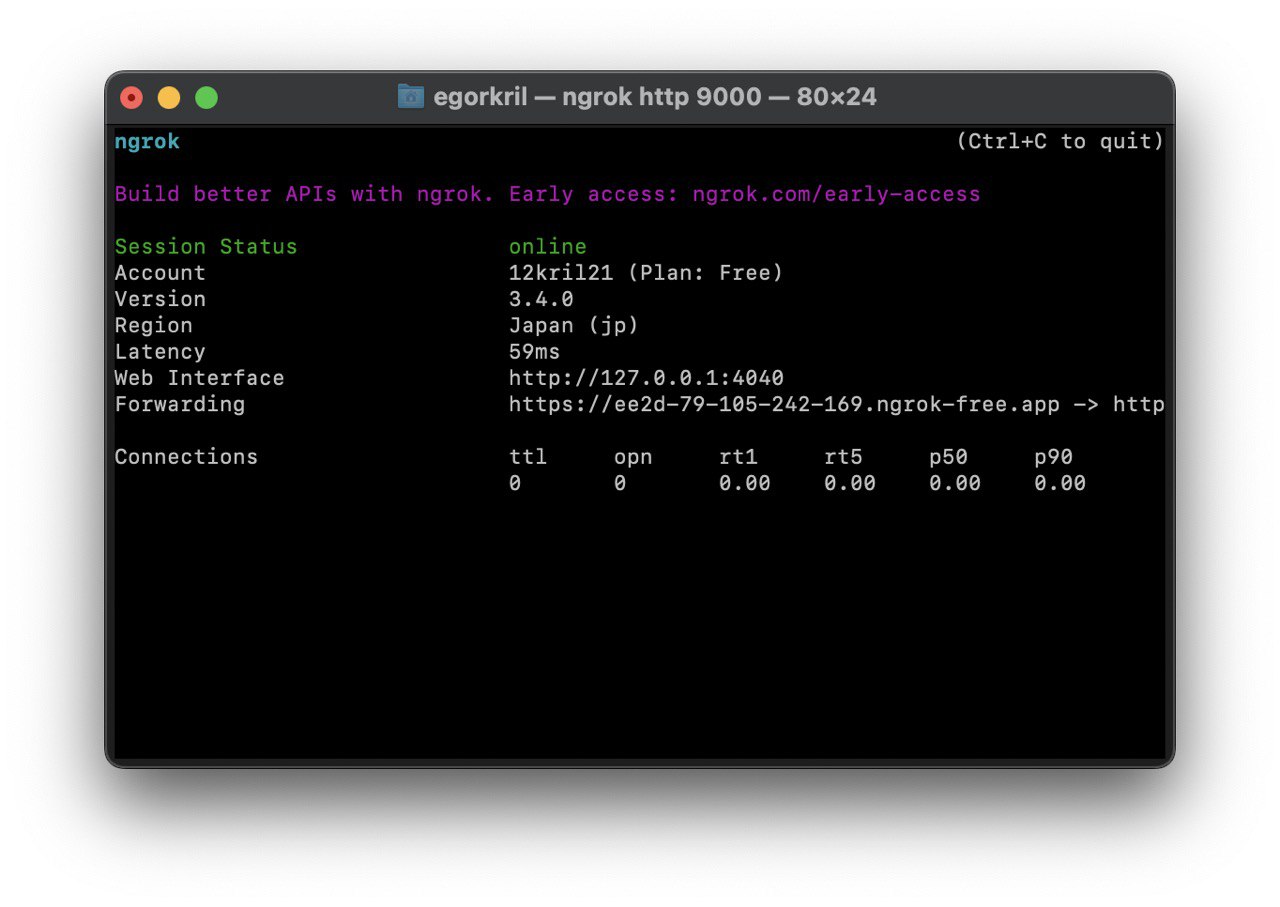 egorkril — ngrok http 9000 — 80×24
ngrok (Ctrl+C to quit)
Build better APIs with ngrok. Early access: ngrok.com/early-access
Session Status online
Account 12kril21 (Plan: Free)
Version 3.4.0
Region Japan (jp)
Latency 59ms
Web Interface http://127.0.0.1:4040
Forwarding https://ee2d-79-105-242-169.ngrok-free.app -> http
Connections ttl opn rt1 rt5 p50 p90
0 0 0.00 0.00 0.00 0.00